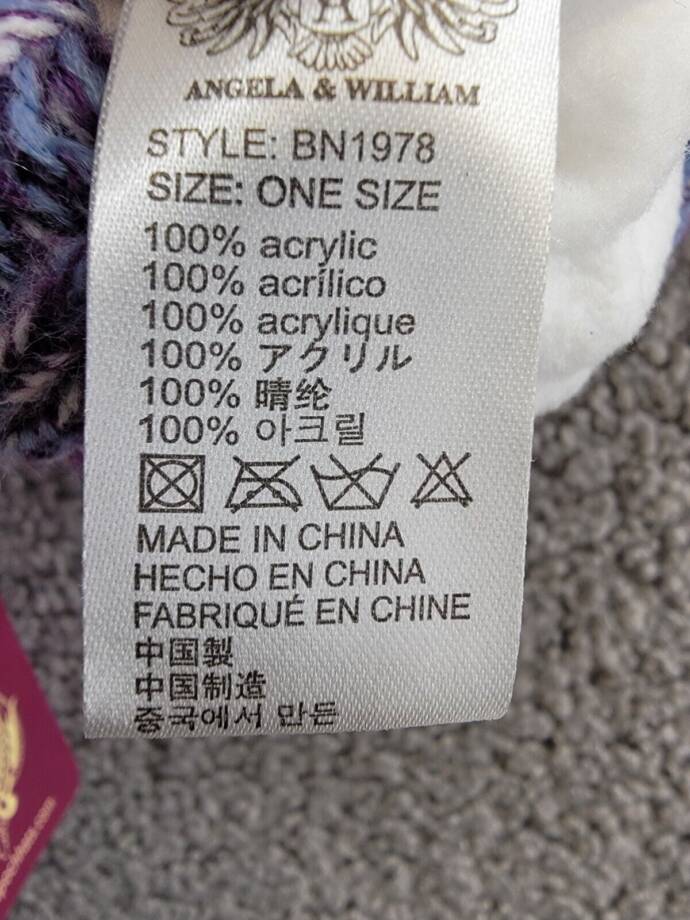 ANGELA & WILLIAM
STYLE: BN1978
SIZE: ONE SIZE
100% acrylic
100% acrílico
100% acrylique
100% アクリル
100% 晴纶
100% 아크릴
MADE IN CHINA
HECHO EN CHINA
FABRIQUÉ EN CHINE
中国製
中国制造
중국에서 만든